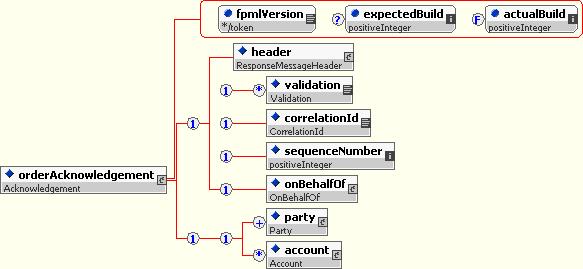 fpmlVersion
*/token
?
expectedBuild
positiveInteger
F
actualBuild
positiveInteger
header
ResponseMessageHeader
1
*
validation
Validation
1
1
correlationId
CorrelationId
1
sequenceNumber
positiveInteger
orderAcknowledgement
Acknowledgement
1
onBehalfOf
OnBehalfOf
+
party
Party
1
1
*
account
Account